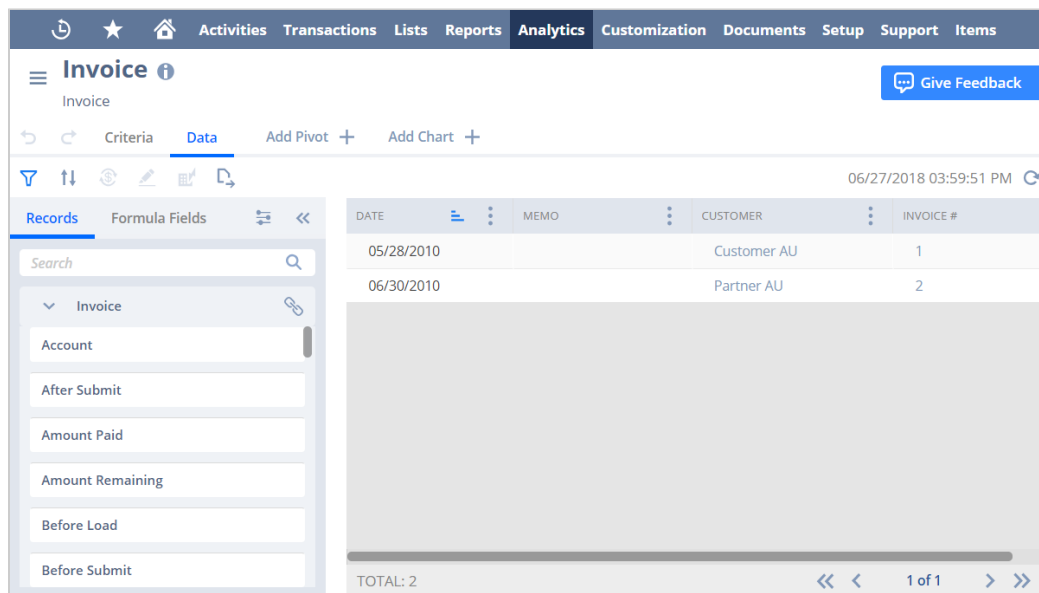 Activities Transactions Lists Reports Analytics Customization Documents Setup Support Items
Invoice
Invoice
Give Feedback
Criteria Data Add Pivot Add Chart
06/27/2018 03:59:51 PM
Records Formula Fields
Search
Invoice
Account
After Submit
Amount Paid
Amount Remaining
Before Load
Before Submit
DATE MEMO CUSTOMER INVOICE #
05/28/2010 Customer AU 1
06/30/2010 Partner AU 2
TOTAL: 2 1 of 1